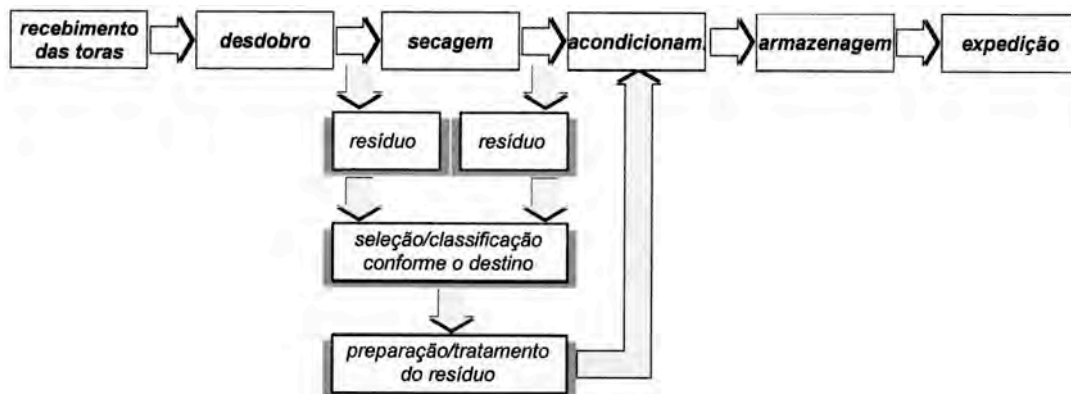 recebimento
das toras
desdobro
secagem
acondicionam.
armazenagem
expedição
resíduo
resíduo
seleção/classificação
conforme o destino
preparação/tratamento
do resíduo